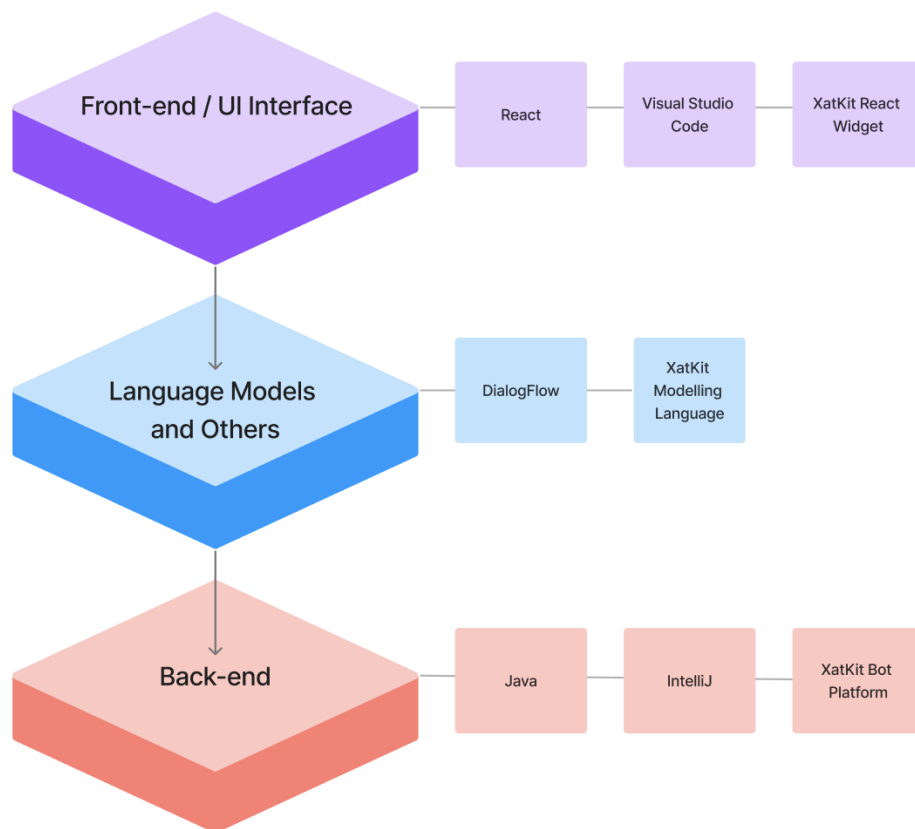 Front-end / UI Interface
React
Visual Studio
Code
XatKit React
Widget
Language Models
and Others
DialogFlow
XatKit
Modelling
Language
Back-end
Java
IntelliJ
XatKit Bot
Platform